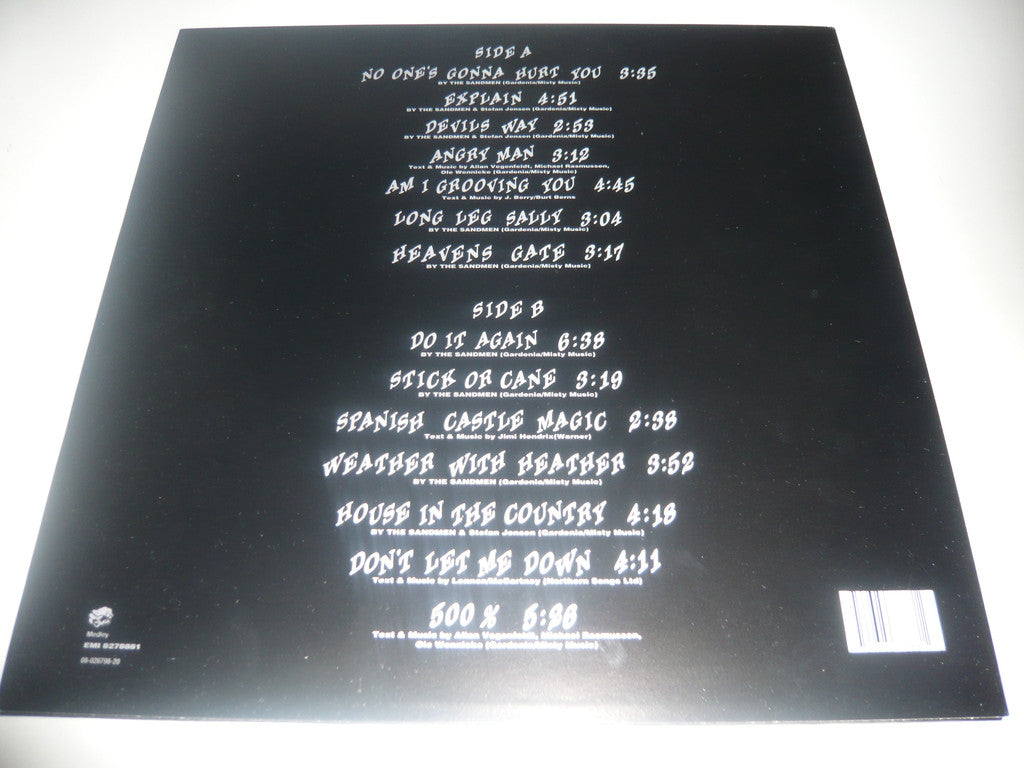 SIDE A
NO ONE'S GONNA HURT YOU 3:35
BY THE SANDMEN (Gardenia/Misty Music)
EXPLAIN 4:51
BY THE SANDMEN & Stefan Jensen (Gardenia/Misty Music)
DEVILS WAY 2:53
BY THE SANDMEN & Stefan Jensen (Gardenia/Misty Music)
ANGRY MAN 3:12
Text & Music by Allan Vegenfeldt, Michael Rasmussen,
Ole Wennicke (Gardenia/Misty Music)
AM I GROOVING YOU 4:45
Text & Music by J. Berry/Burt Berns
LONG LEG SALLY 3:04
BY THE SANDMEN (Gardenia/Misty Music)
HEAVENS GATE 3:17
BY THE SANDMEN (Gardenia/Misty Music)
SIDE B
DO IT AGAIN 6:38
BY THE SANDMEN (Gardenia/Misty Music)
STICK OR CANE 3:19
BY THE SANDMEN (Gardenia/Misty Music)
SPANISH CASTLE MAGIC 2:38
Text & Music by Jimi Hendrix(Warner)
WEATHER WITH HEATHER 3:52
BY THE SANDMEN (Gardenia/Misty Music)
HOUSE IN THE COUNTRY 4:18
BY THE SANDMEN & Stefan Jensen (Gardenia/Misty Music)
DON'T LET ME DOWN 4:11
Text & Music by Lennon/McCartney (Northern Songs Ltd)
500 %
Text & Music by Allan Vegenfeldt, Michael Rasmussen,
Ole Wennicke (Gardenia/Misty Music)
Medley
EMI 0278881
06-026798-20